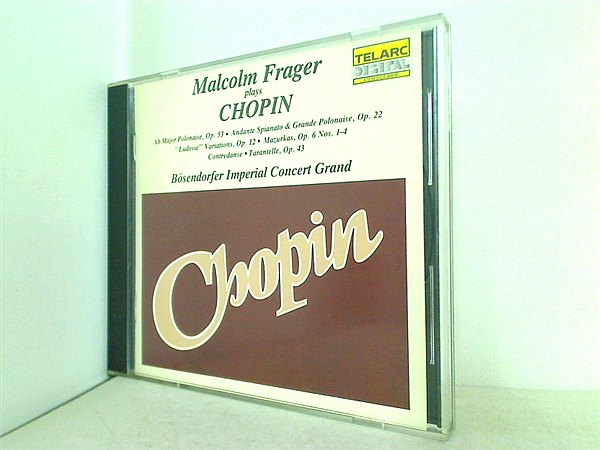 TELARC
DIGITAL
Malcolm Frager
plays
CHOPIN
Ab Major Polonaise, Op. 53 • Andante Spianato & Grande Polonaise, Op. 22
"Ludovic" Variations, Op. 12 • Mazurkas, Op. 6 Nos. 1-4
Contredanse • Tarantelle, Op. 43
Bösendorfer Imperial Concert Grand
Chopin